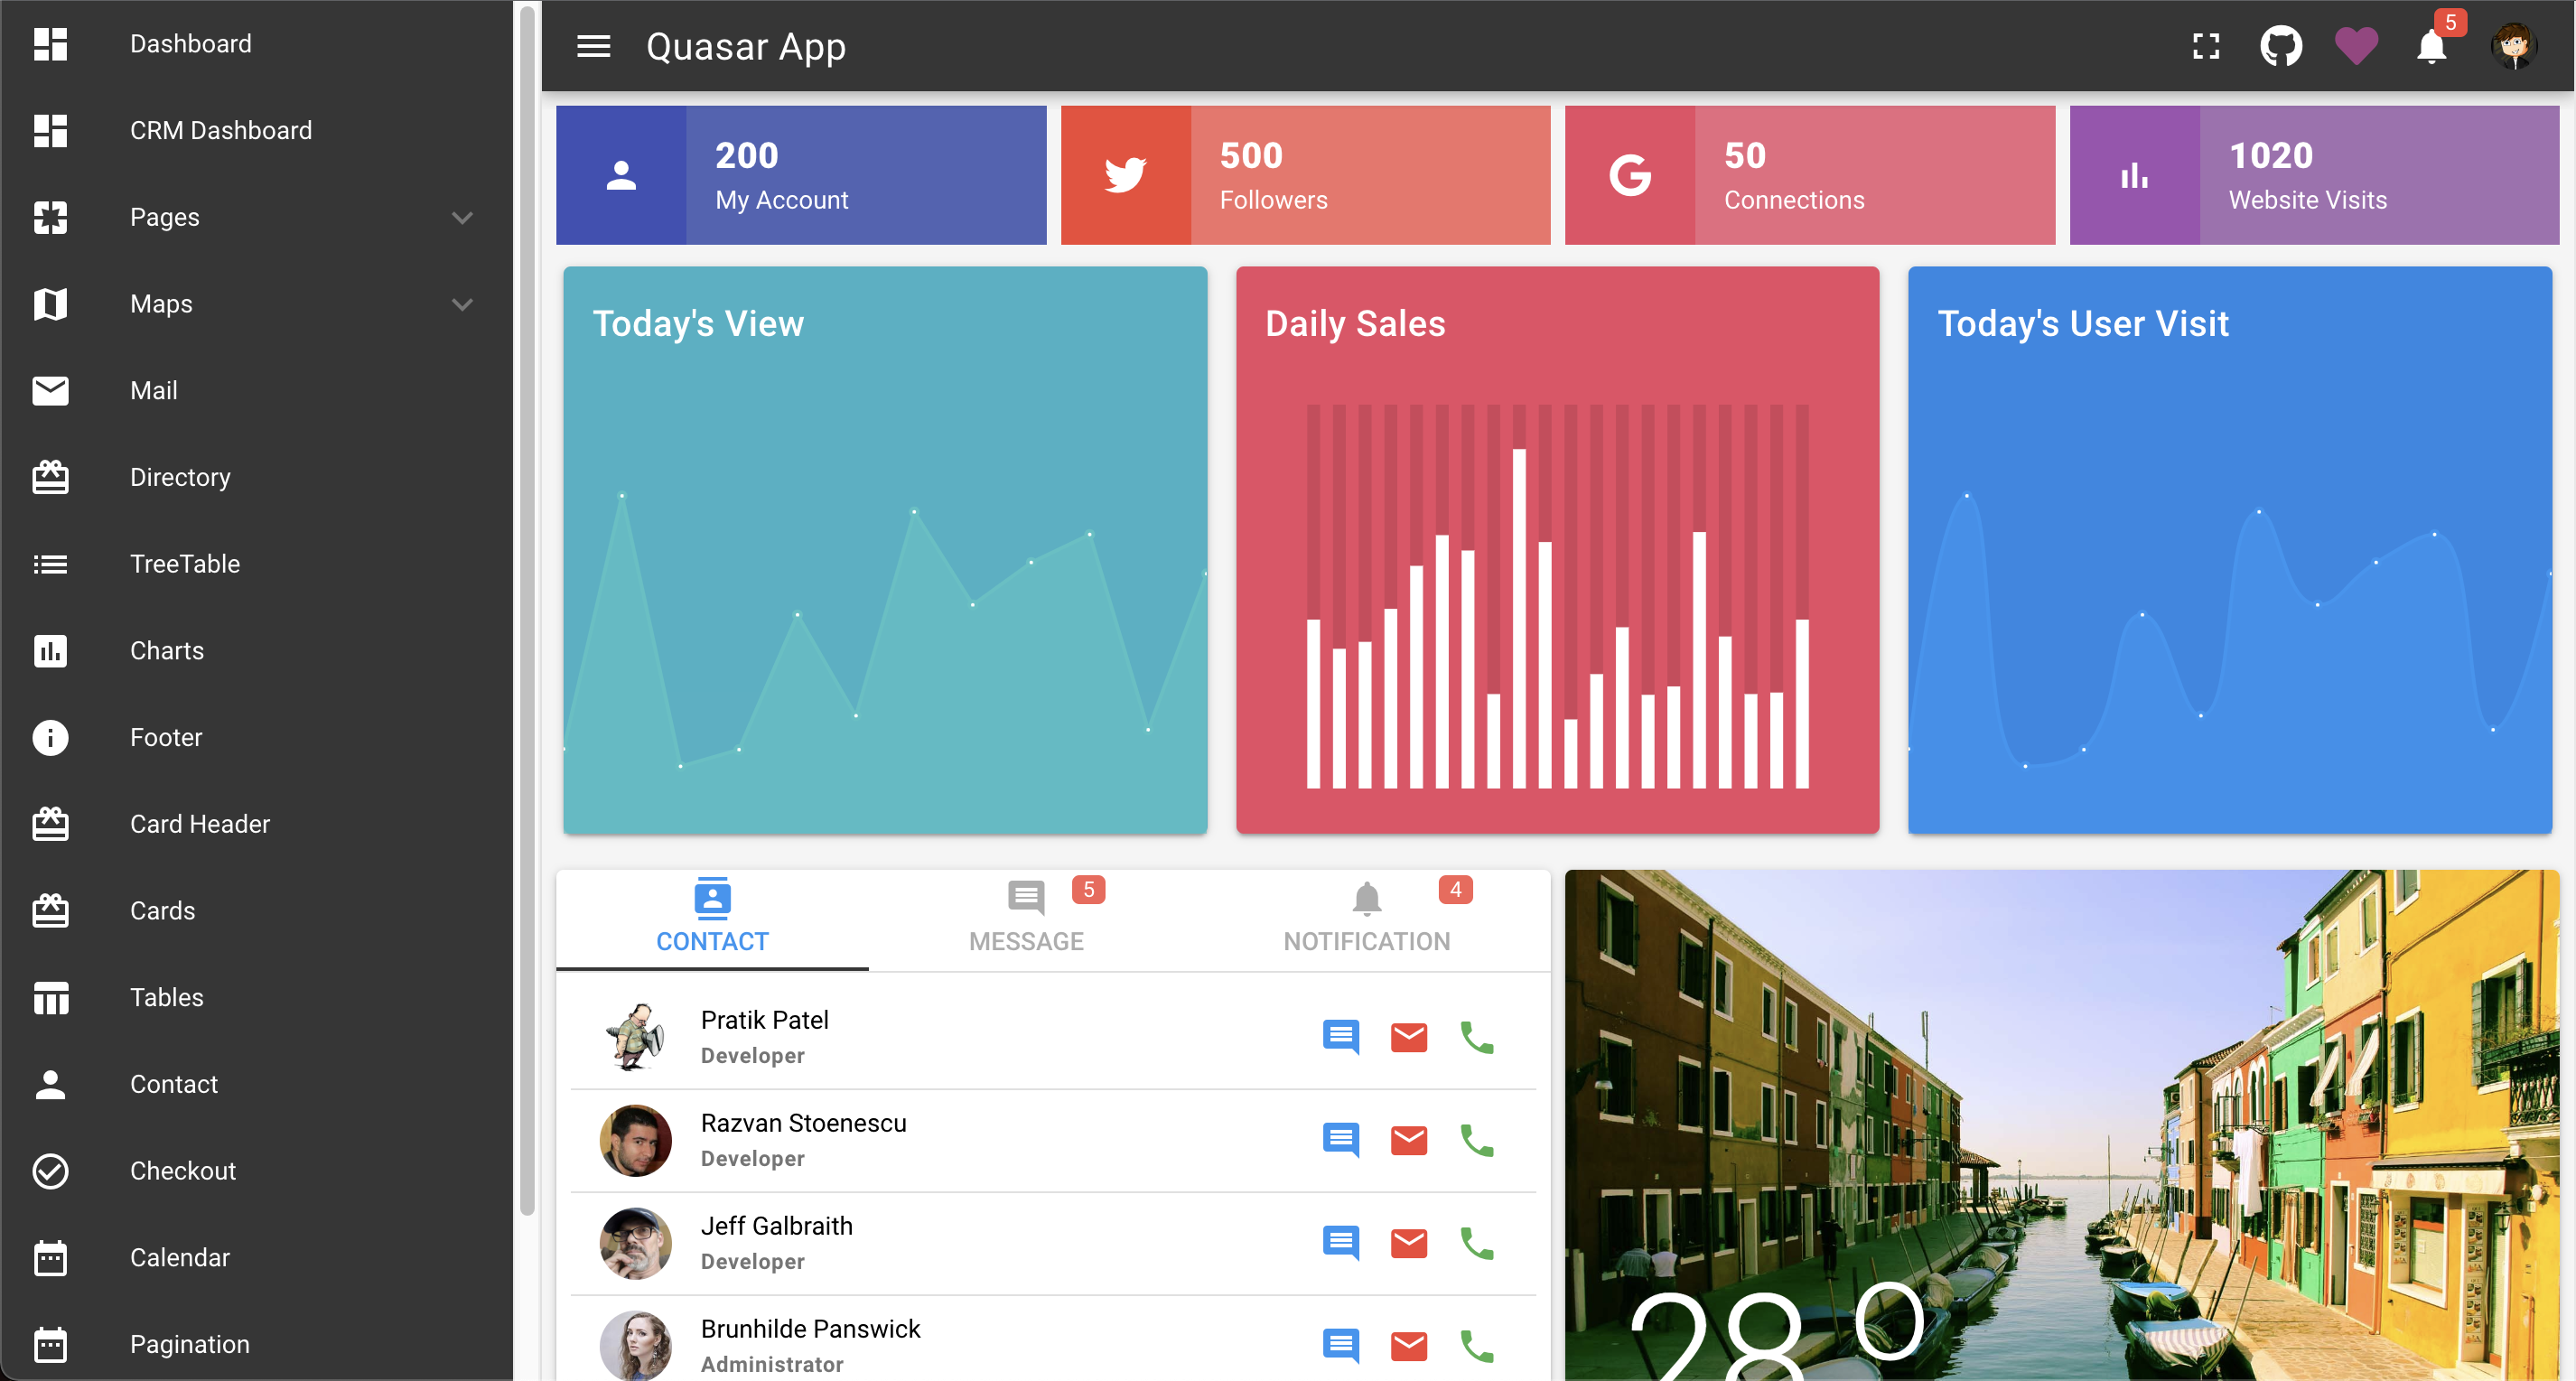 Dashboard
CRM Dashboard
Pages
Maps
Mail
Directory
TreeTable
Charts
Footer
Card Header
Cards
Tables
Contact
Checkout
Calendar
Pagination
Quasar App
5
200
My Account
500
Followers
50
Connections
1020
Website Visits
Today's View
Daily Sales
Today's User Visit
CONTACT
MESSAGE
5
NOTIFICATION
4
Pratik Patel
Developer
Razvan Stoenescu
Developer
Jeff Galbraith
Developer
Brunhilde Panswick
Administrator
28 o